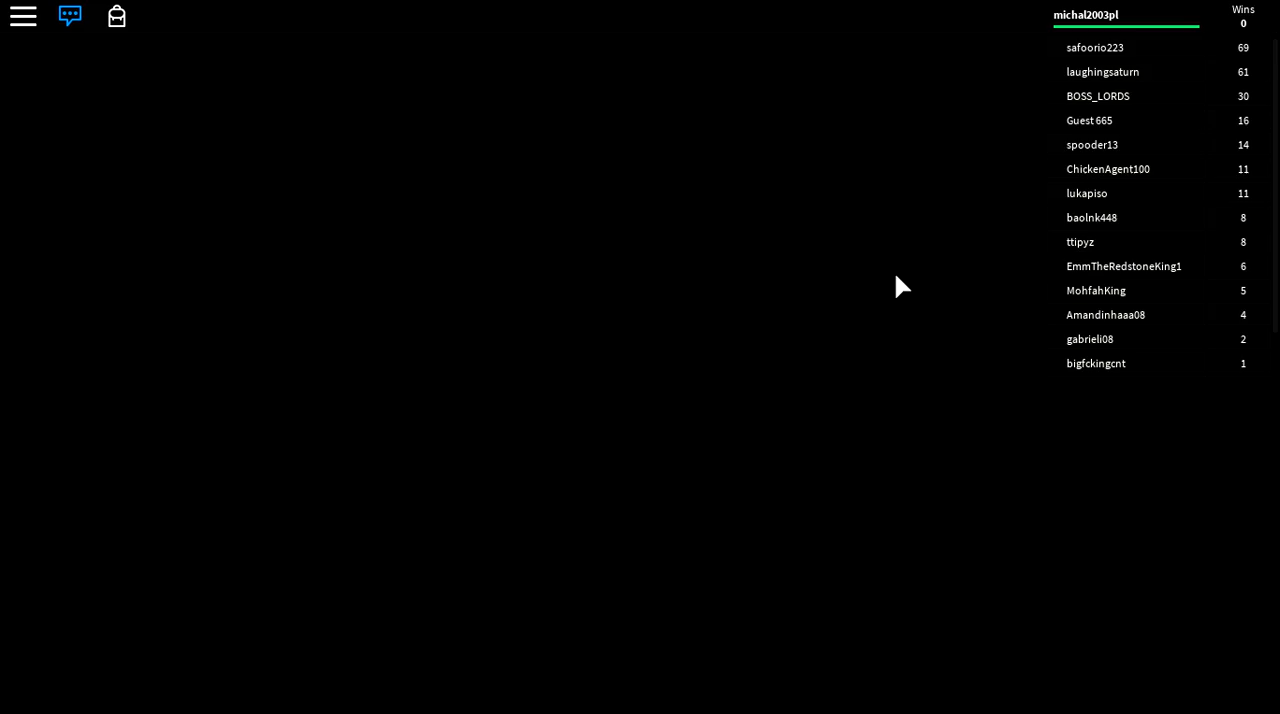 michal2003pl Wins
0
safoorio223 69
laughingsaturn 61
BOSS_LORDS 30
Guest 665 16
spooder13 14
ChickenAgent100 11
lukapiso 11
baolnk448 8
ttipyz 8
EmmTheRedstoneKing1 6
MohfahKing 5
Amandinhaaa08 4
gabrieli08 2
bigfckingcnt 1